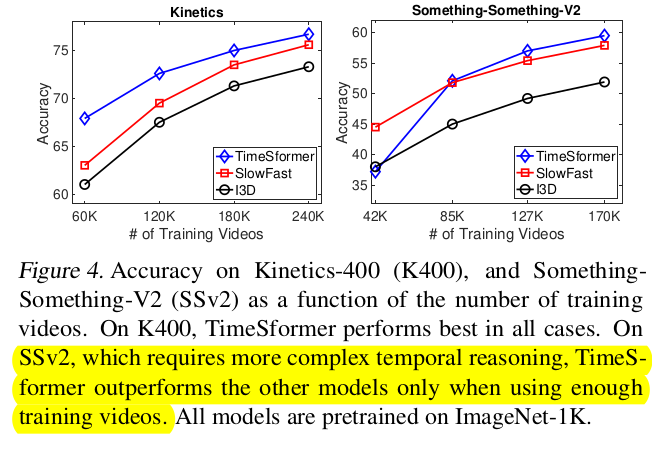 Kinetics
Something-Something-V2
75
70
65
60
Accuracy
60K 120K 180K 240K
# of Training Videos
TimeSformer
SlowFast
I3D
60
55
50
45
40
35
Accuracy
42K 85K 127K 170K
# of Training Videos
TimeSformer
SlowFast
I3D
Figure 4. Accuracy on Kinetics-400 (K400), and Something-
Something-V2 (SSv2) as a function of the number of training
videos. On K400, TimeSformer performs best in all cases. On
SSv2, which requires more complex temporal reasoning, TimeS-
former outperforms the other models only when using enough
training videos. All models are pretrained on ImageNet-1K.